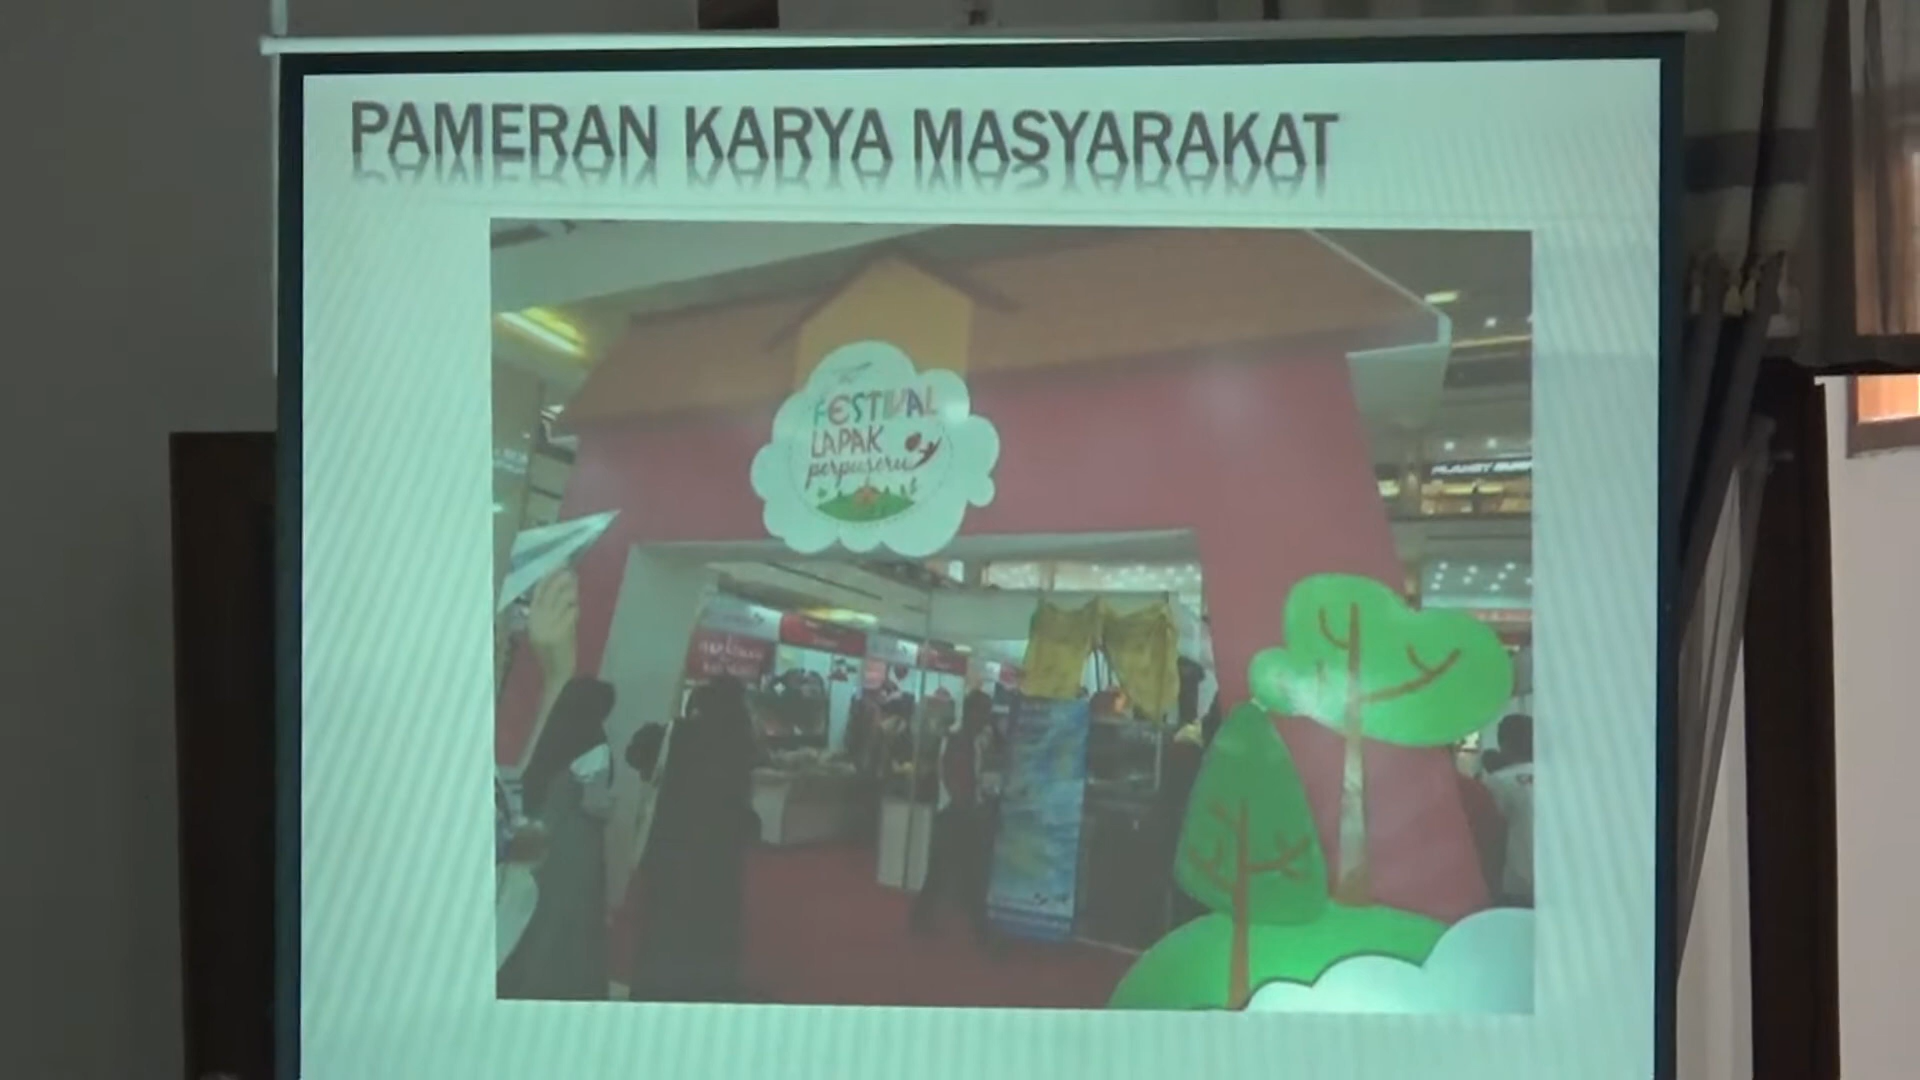 PAMERAN KARYA MASYARAKAT
FESTIVAL
LAPAK
perpuseru